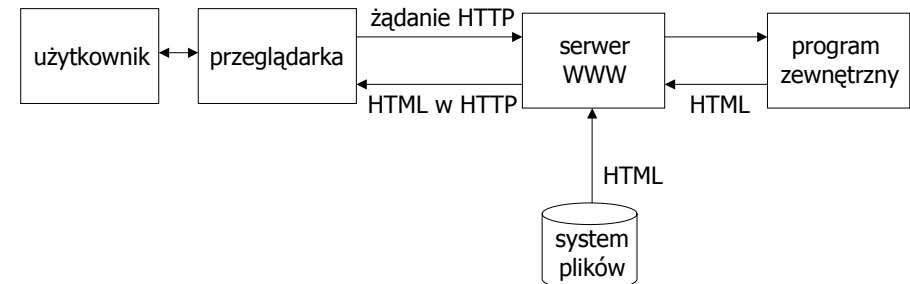 żądanie HTTP
użytkownik
przeglądarka
serwer
WWW
program
zewnętrzny
HTML w HTTP
HTML
HTML
system
plików